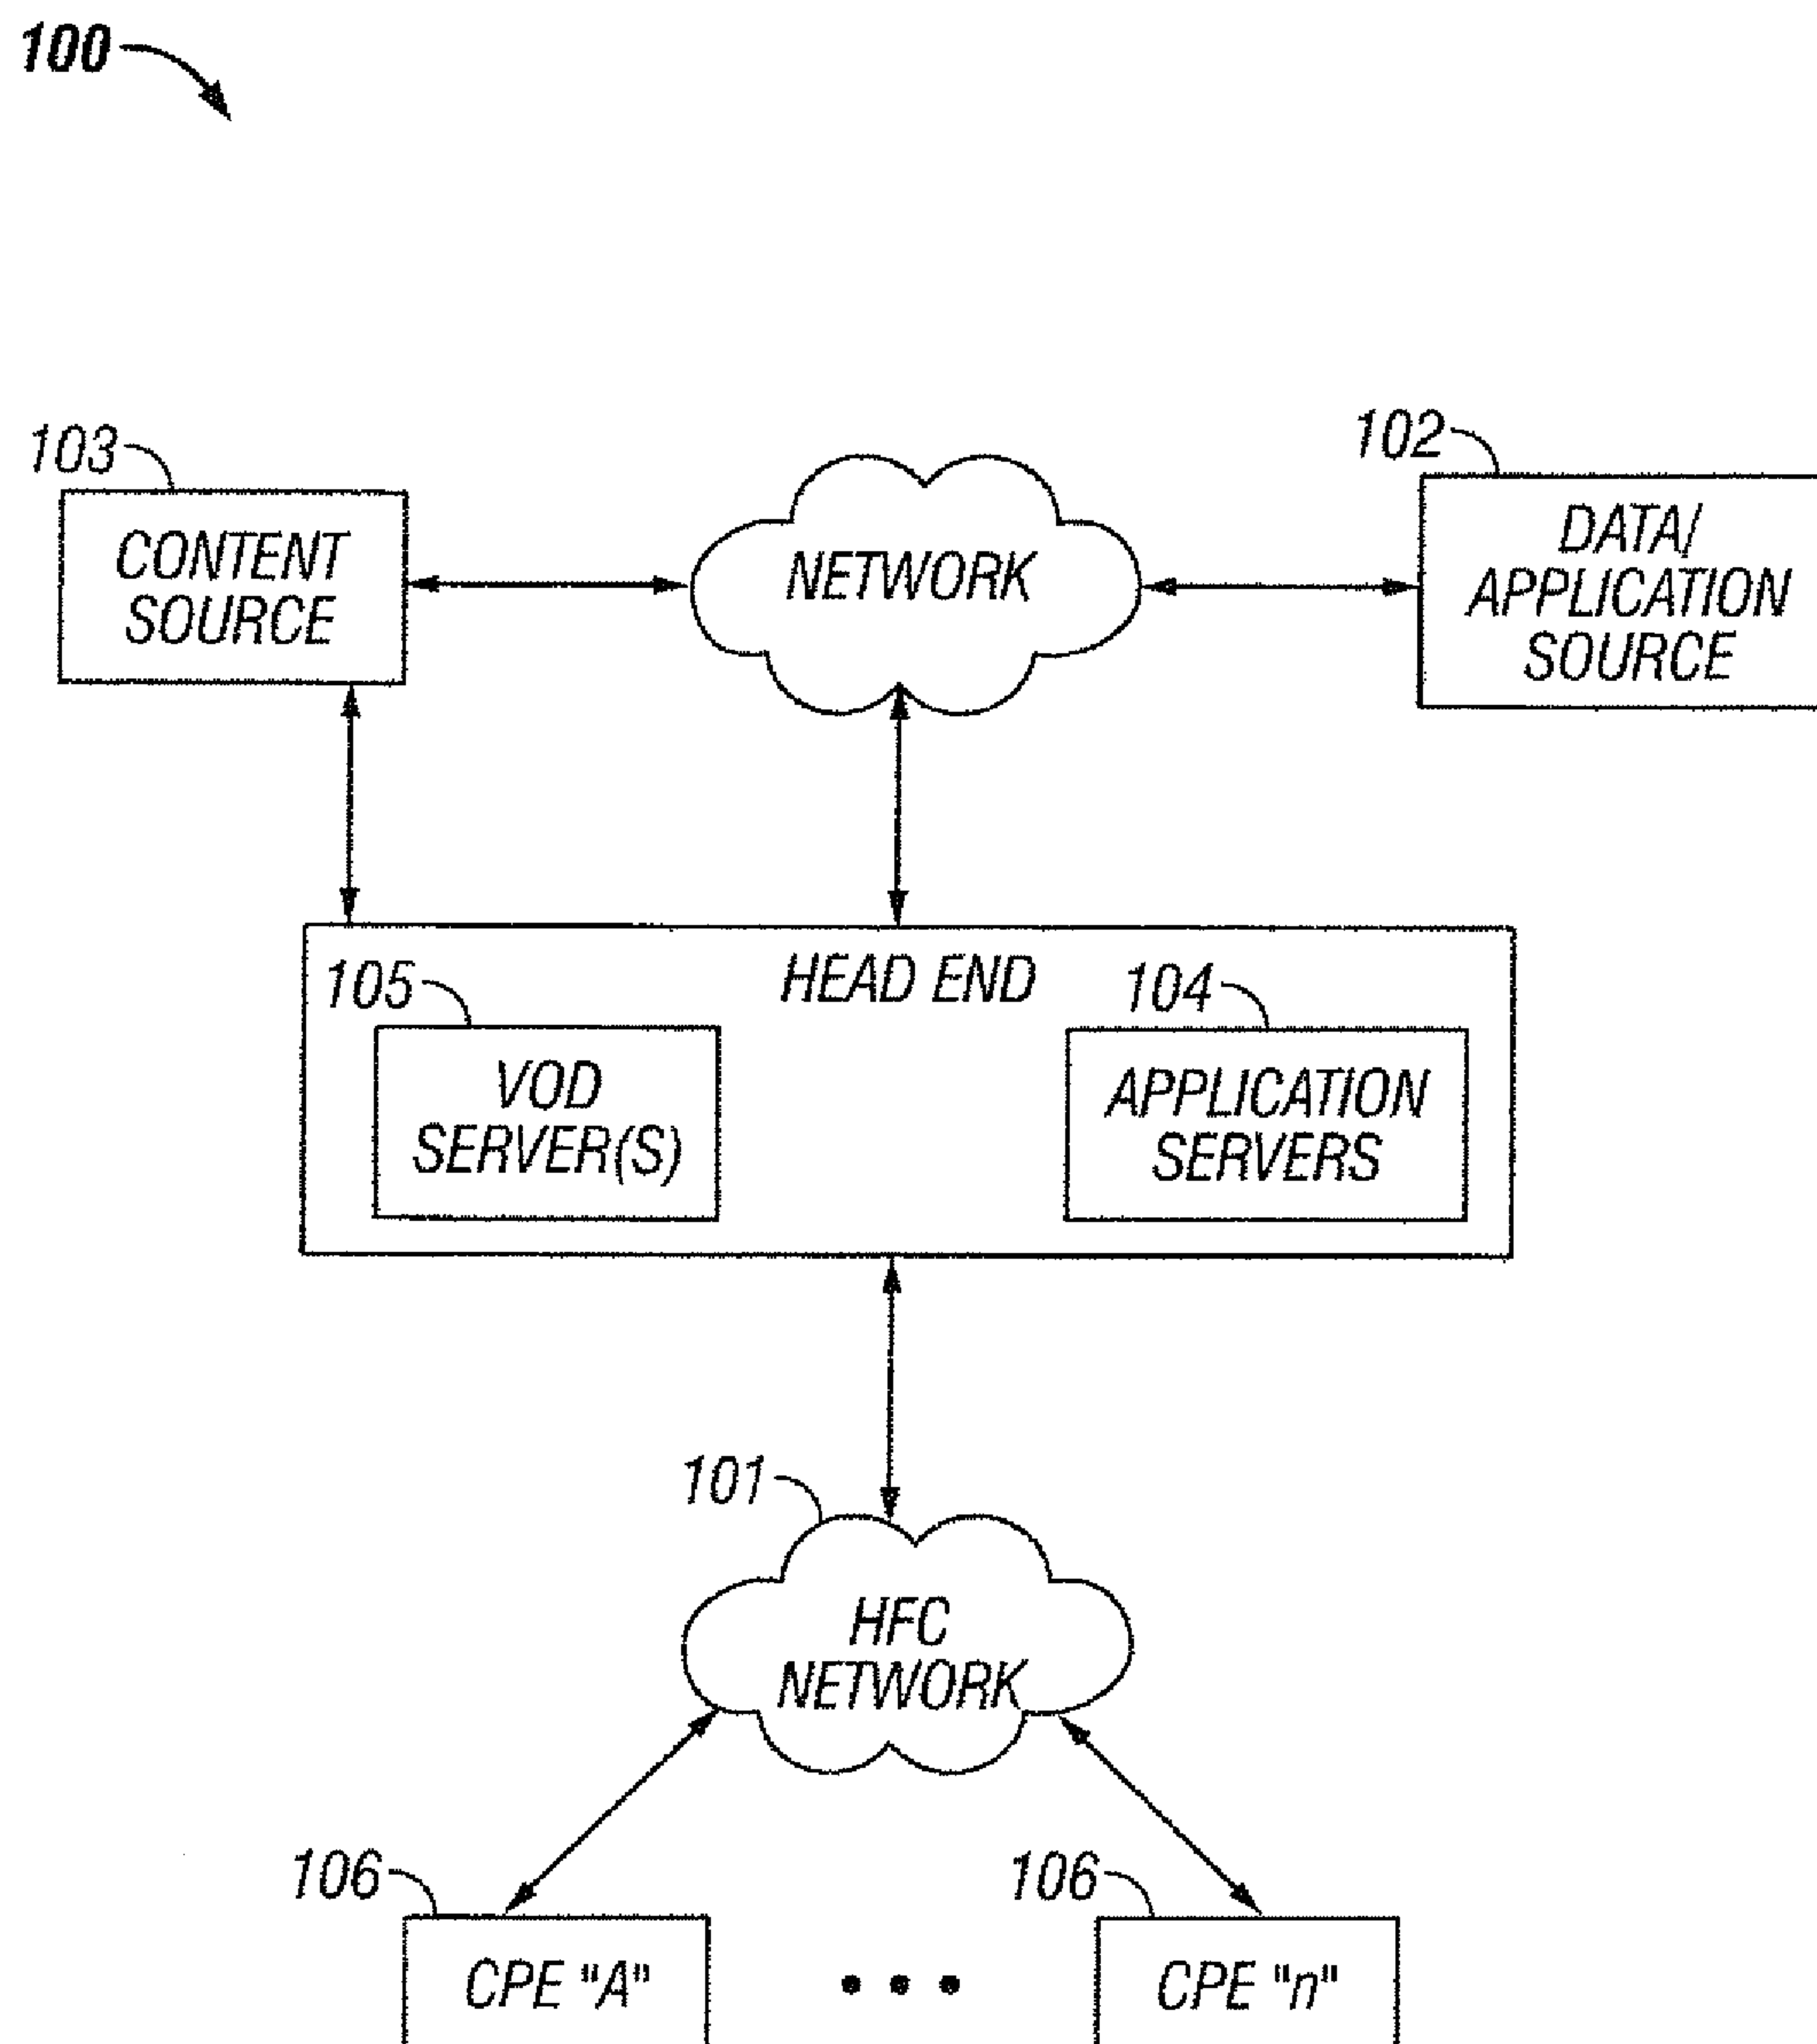 100
103
102
CONTENT
SOURCE
NETWORK
DATA/
APPLICATION
SOURCE
HEAD END
105
104
VOD
SERVER(S)
APPLICATION
SERVERS
101
HFC
NETWORK
106
106
CPE "A"
CPE "n"